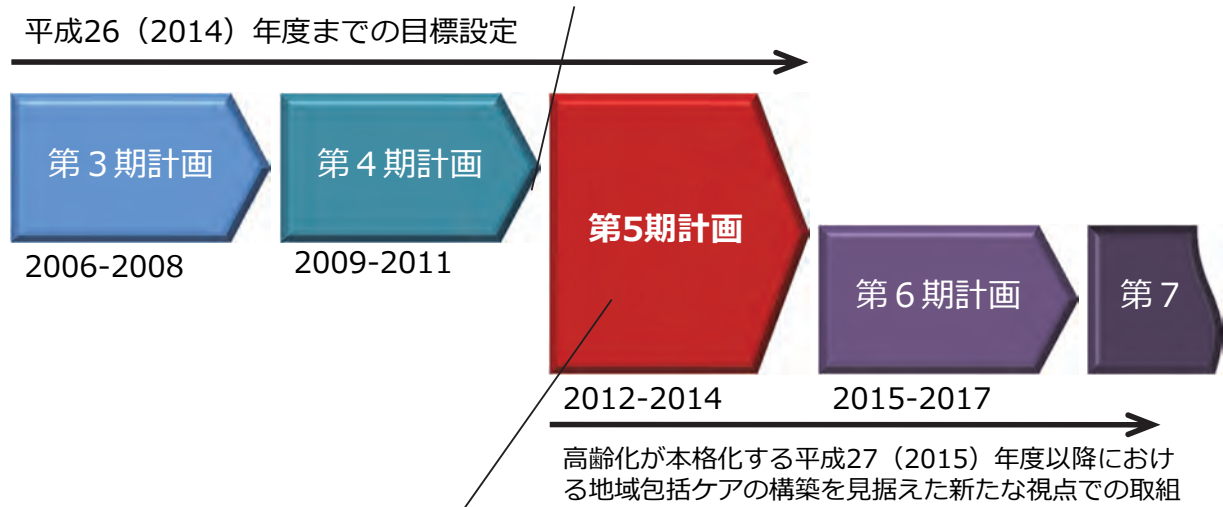 平成26（2014）年度までの目標設定
第３期計画
第４期計画
第5期計画
第６期計画
第７
2006-2008
2009-2011
2012-2014
2015-2017
高齢化が本格化する平成27（2015）年度以降におけ
る地域包括ケアの構築を見据えた新たな視点での取組